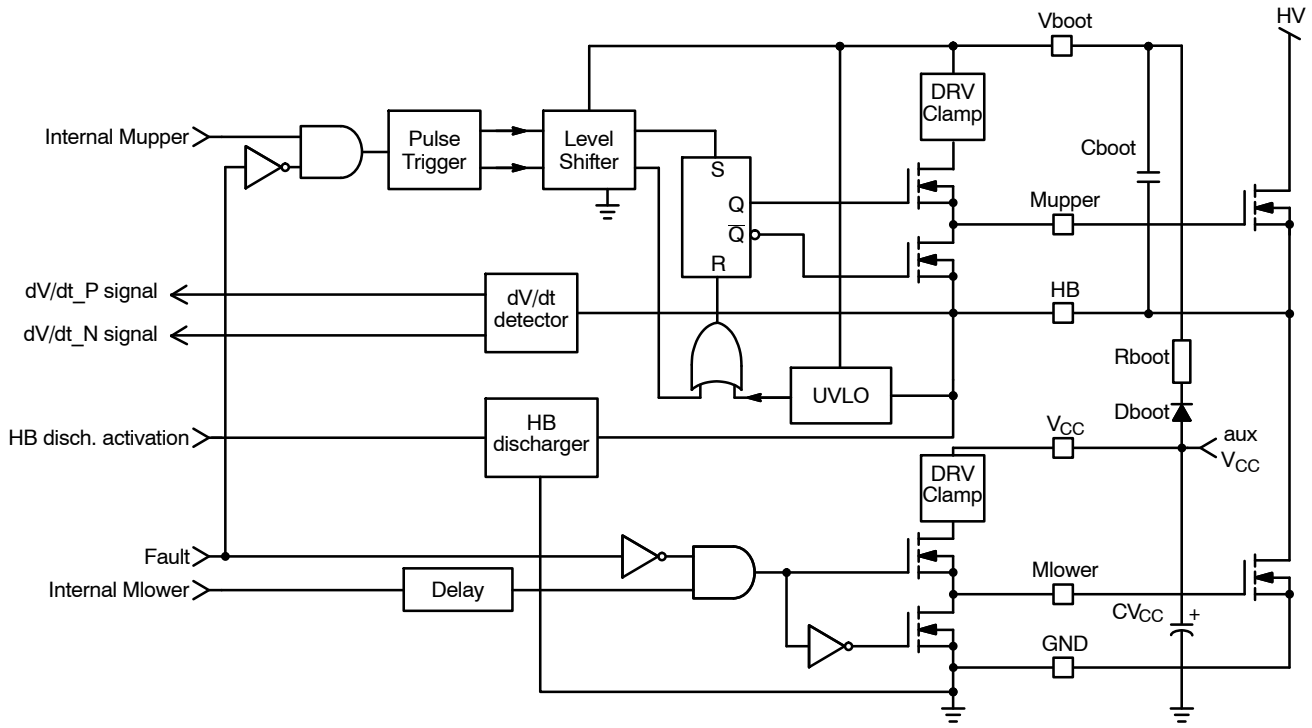 Vboot
HV
DRV
Clamp
Internal Mupper
Pulse
Trigger
Level
Shifter
Cboot
S
Q
Q
R
Mupper
dV/dt_P signal
dV/dt
detector
dV/dt_N signal
HB
Rboot
UVLO
Dboot
HB disch. activation
HB
discharger
VCC
aux
VCC
DRV
Clamp
Fault
Internal Mlower
Delay
Mlower
CVCC
+
GND